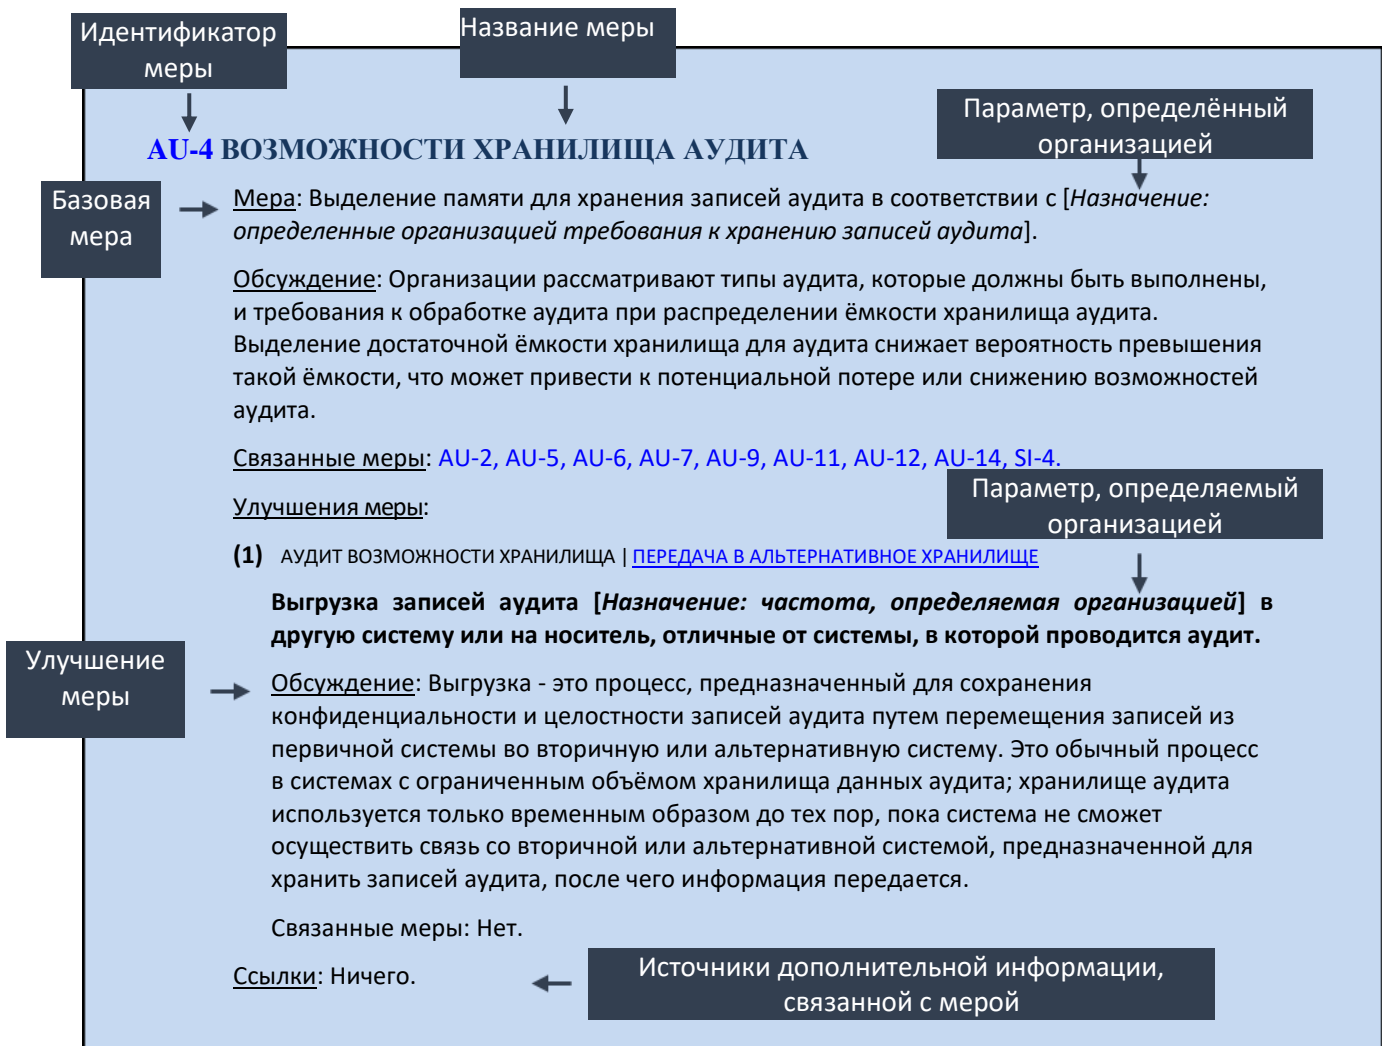 Идентификатор
меры
Название меры
Параметр, определённый
организацией
AU-4 ВОЗМОЖНОСТИ ХРАНИЛИЩА АУДИТА
Базовая
мера
Мера: Выделение памяти для хранения записей аудита в соответствии с [Назначение:
определенные организацией требования к хранению записей аудита].
Обсуждение: Организации рассматривают типы аудита, которые должны быть выполнены,
и требования к обработке аудита при распределении ёмкости хранилища аудита.
Выделение достаточной ёмкости хранилища для аудита снижает вероятность превышения
такой ёмкости, что может привести к потенциальной потере или снижению возможностей
аудита.
Связанные меры: AU-2, AU-5, AU-6, AU-7, AU-9, AU-11, AU-12, AU-14, SI-4.
Параметр, определяемый
организацией
Улучшения меры:
(1) АУДИТ ВОЗМОЖНОСТИ ХРАНИЛИЩА | ПЕРЕДАЧА В АЛЬТЕРНАТИВНОЕ ХРАНИЛИЩЕ
Выгрузка записей аудита [Назначение: частота, определяемая организацией] в
другую систему или на носитель, отличные от системы, в которой проводится аудит.
Улучшение
меры
Обсуждение: Выгрузка - это процесс, предназначенный для сохранения
конфиденциальности и целостности записей аудита путем перемещения записей из
первичной системы во вторичную или альтернативную систему. Это обычный процесс
в системах с ограниченным объёмом хранилища данных аудита; хранилище аудита
используется только временным образом до тех пор, пока система не сможет
осуществить связь со вторичной или альтернативной системой, предназначенной для
хранить записей аудита, после чего информация передается.
Связанные меры: Нет.
Ссылки: Ничего.
Источники дополнительной информации,
связанной с мерой